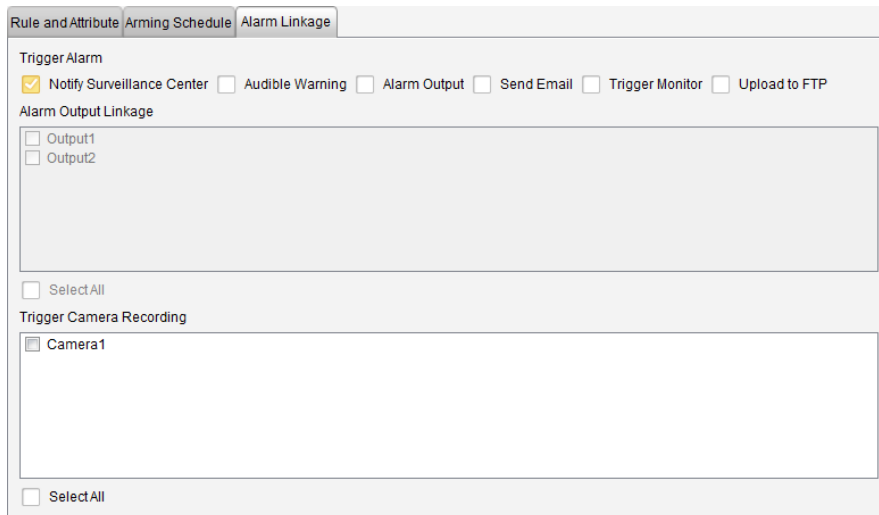 Rule and Attribute Arming Schedule Alarm Linkage
Trigger Alarm
Notify Surveillance Center Audible Warning Alarm Output Send Email Trigger Monitor Upload to FTP
Alarm Output Linkage
Output1
Output2
Select All
Trigger Camera Recording
Camera1
Select All